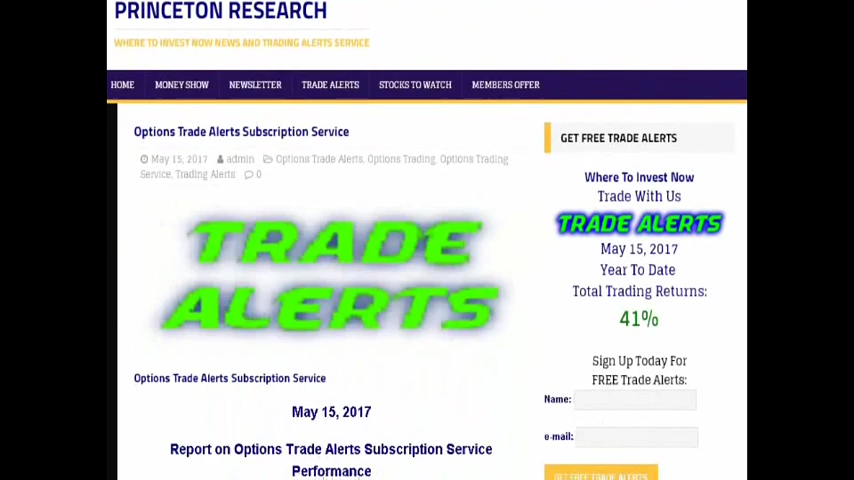 PRINCETON RESEARCH
WHERE TO INVEST NOW NEWS AND TRADING ALERTS SERVICE
HOME MONEY SHOW NEWSLETTER TRADE ALERTS STOCKS TO WATCH MEMBERS OFFER
Options Trade Alerts Subscription Service
May 15, 2017 admin Options Trade Alerts, Options Trading, Options Trading
Service, Trading Alerts 0
TRADE
ALERTS
Options Trade Alerts Subscription Service
May 15, 2017
Report on Options Trade Alerts Subscription Service
Performance
GET FREE TRADE ALERTS
Where To Invest Now
Trade With Us
TRADE ALERTS
May 15, 2017
Year To Date
Total Trading Returns:
41%
Sign Up Today For
FREE Trade Alerts:
Name:
e-mail:
GET FREE TRADE ALERTS